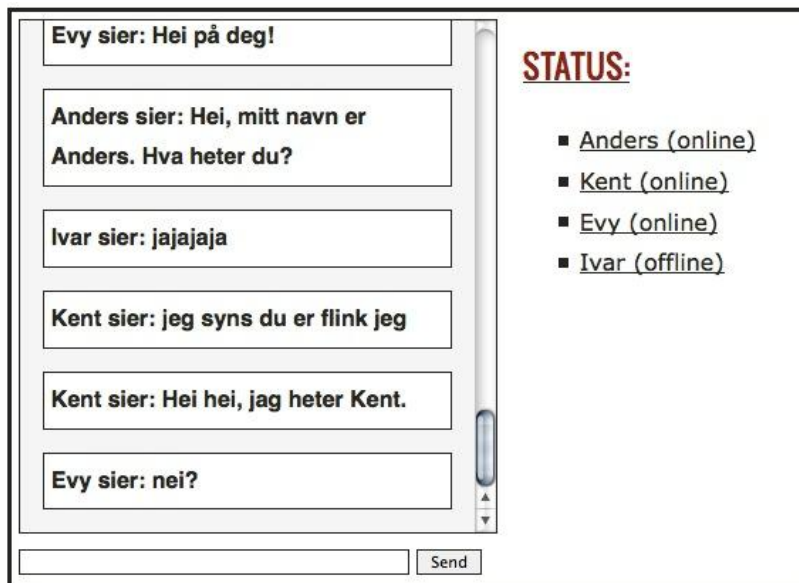 Evy sier: Hei på deg!
Anders sier: Hei, mitt navn er
Anders. Hva heter du?
Ivar sier: jajajaja
Kent sier: jeg syns du er flink jeg
Kent sier: Hei hei, jag heter Kent.
Evy sier: nei?
Send
STATUS:
Anders (online)
Kent (online)
Evy (online)
Ivar (offline)